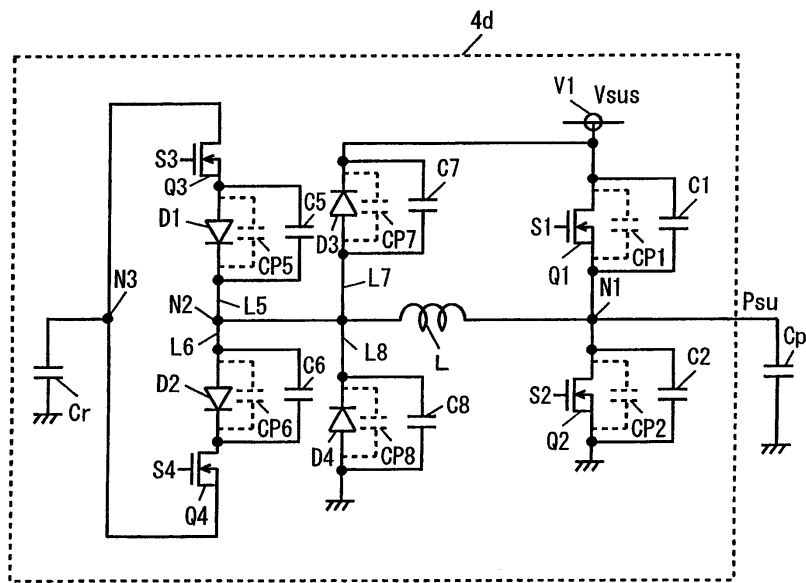 4d
V1
Vsus
S3
Q3
C5
D1
CP5
C7
D3
CP7
S1
C1
Q1
CP1
N3
N2
L5
L7
N1
Psu
L6
L8
L
Cp
Cr
D2
C6
CP6
C8
D4
CP8
S2
C2
Q2
CP2
S4
Q4